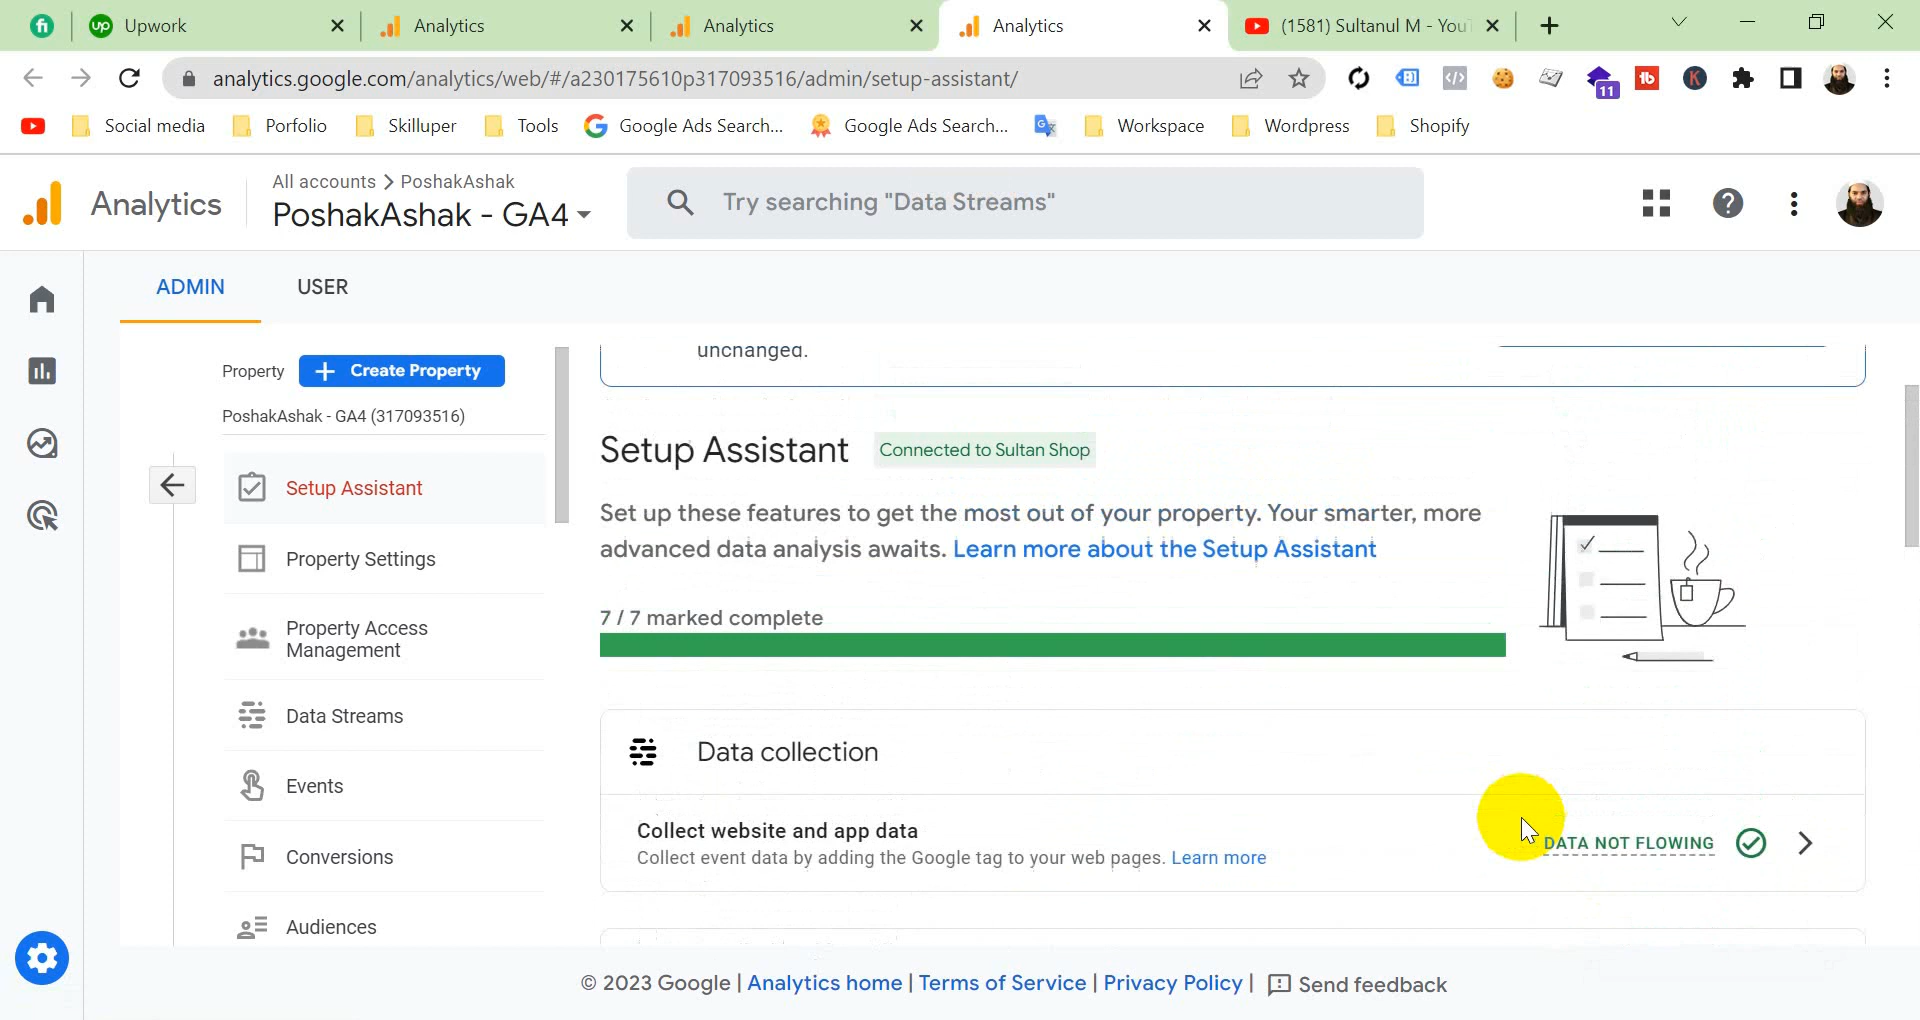 Upwork
Analytics
Analytics
Analytics
(1581) Sultanul M - You
analytics.google.com/analytics/web/#/a230175610p317093516/admin/setup-assistant/
11
Social media
Porfolio
Skilluper
Tools
Google Ads Search...
Google Ads Search...
Workspace
Wordpress
Shopify
Analytics
All accounts > PoshakAshak
PoshakAshak - GA4
Try searching "Data Streams"
ADMIN
USER
Property
+ Create Property
PoshakAshak - GA4 (317093516)
Setup Assistant
Property Settings
Property Access
Management
Data Streams
Events
Conversions
Audiences
unchanged.
Setup Assistant
Connected to Sultan Shop
Set up these features to get the most out of your property. Your smarter, more
advanced data analysis awaits. Learn more about the Setup Assistant
7 / 7 marked complete
Data collection
Collect website and app data
Collect event data by adding the Google tag to your web pages. Learn more
DATA NOT FLOWING
© 2023 Google | Analytics home | Terms of Service | Privacy Policy | Send feedback